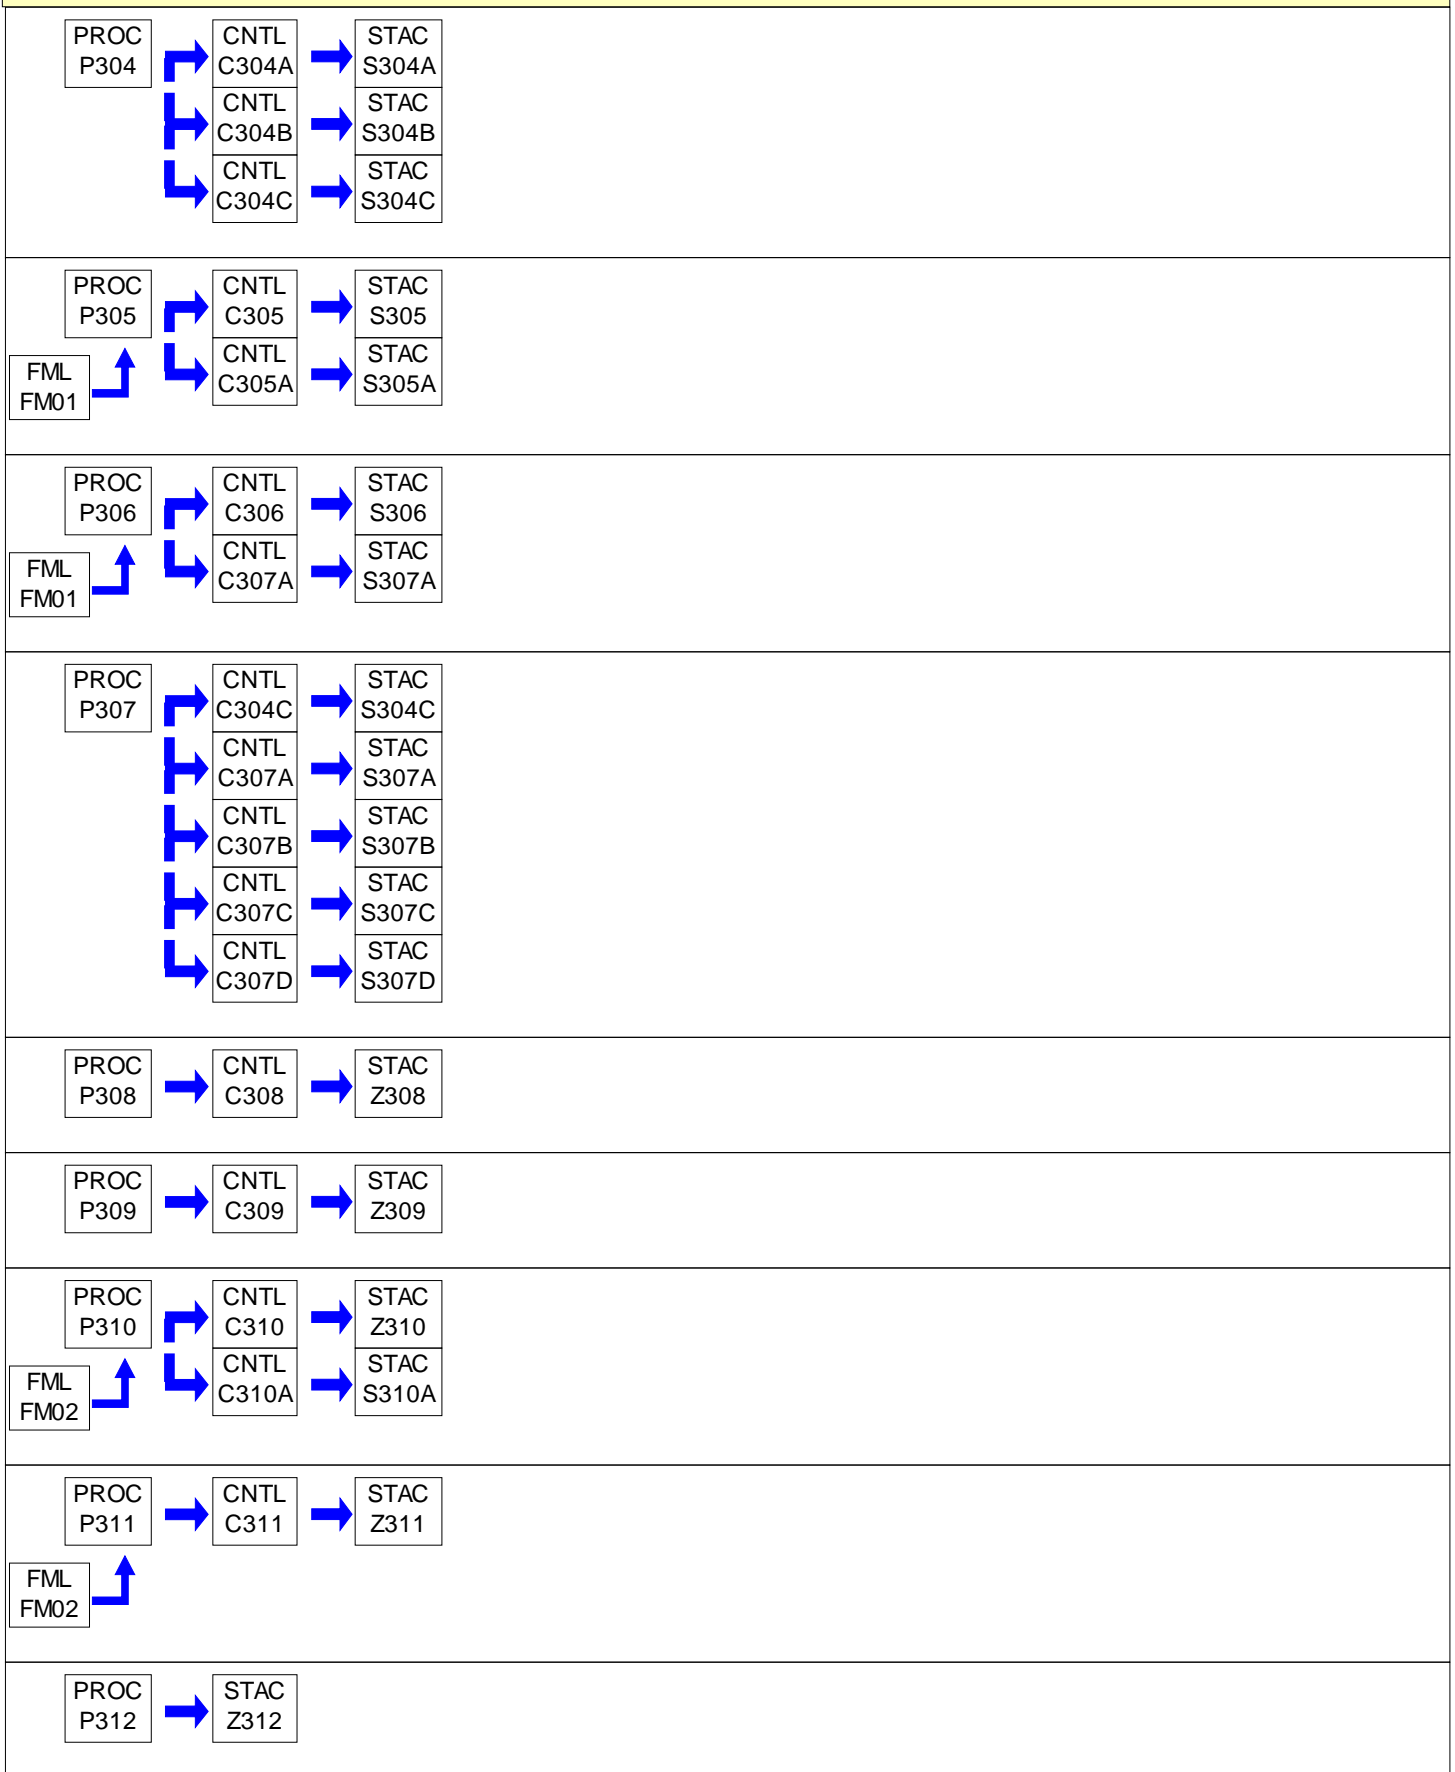 PROC
P304
CNTL
C304A
STAC
S304A
CNTL
C304B
STAC
S304B
CNTL
C304C
STAC
S304C
PROC
P305
CNTL
C305
STAC
S305
CNTL
C305A
STAC
S305A
FML
FM01
PROC
P306
CNTL
C306
STAC
S306
CNTL
C307A
STAC
S307A
FML
FM01
PROC
P307
CNTL
C304C
STAC
S304C
CNTL
C307A
STAC
S307A
CNTL
C307B
STAC
S307B
CNTL
C307C
STAC
S307C
CNTL
C307D
STAC
S307D
PROC
P308
CNTL
C308
STAC
Z308
PROC
P309
CNTL
C309
STAC
Z309
PROC
P310
CNTL
C310
STAC
Z310
CNTL
C310A
STAC
S310A
FML
FM02
PROC
P311
CNTL
C311
STAC
Z311
FML
FM02
PROC
P312
STAC
Z312